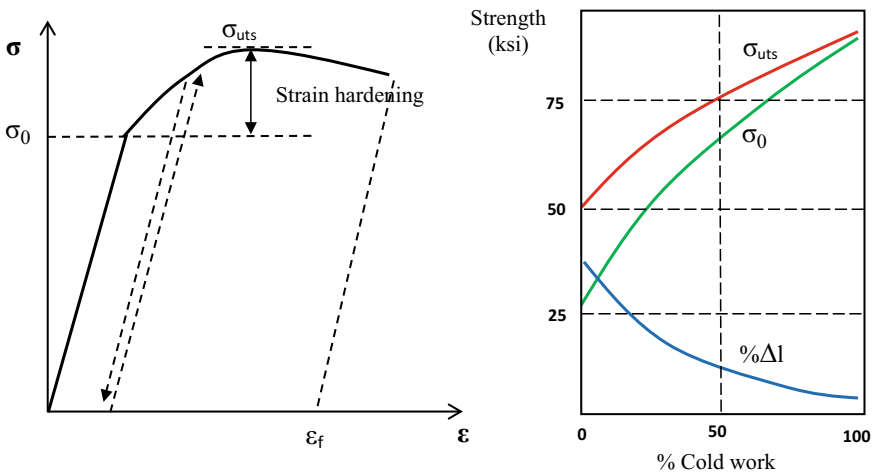 σ
σuts
Strain hardening
σ0
εf
ε
Strength
(ksi)
σuts
75
σ0
50
25
%Δl
0
50
100
% Cold work